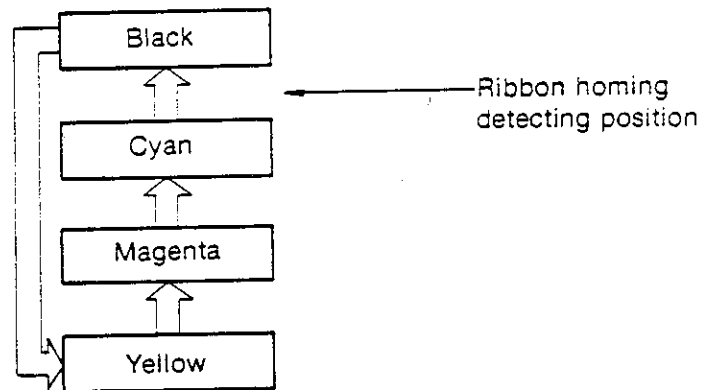 Black
Ribbon homing
detecting position
Cyan
Magenta
Yellow